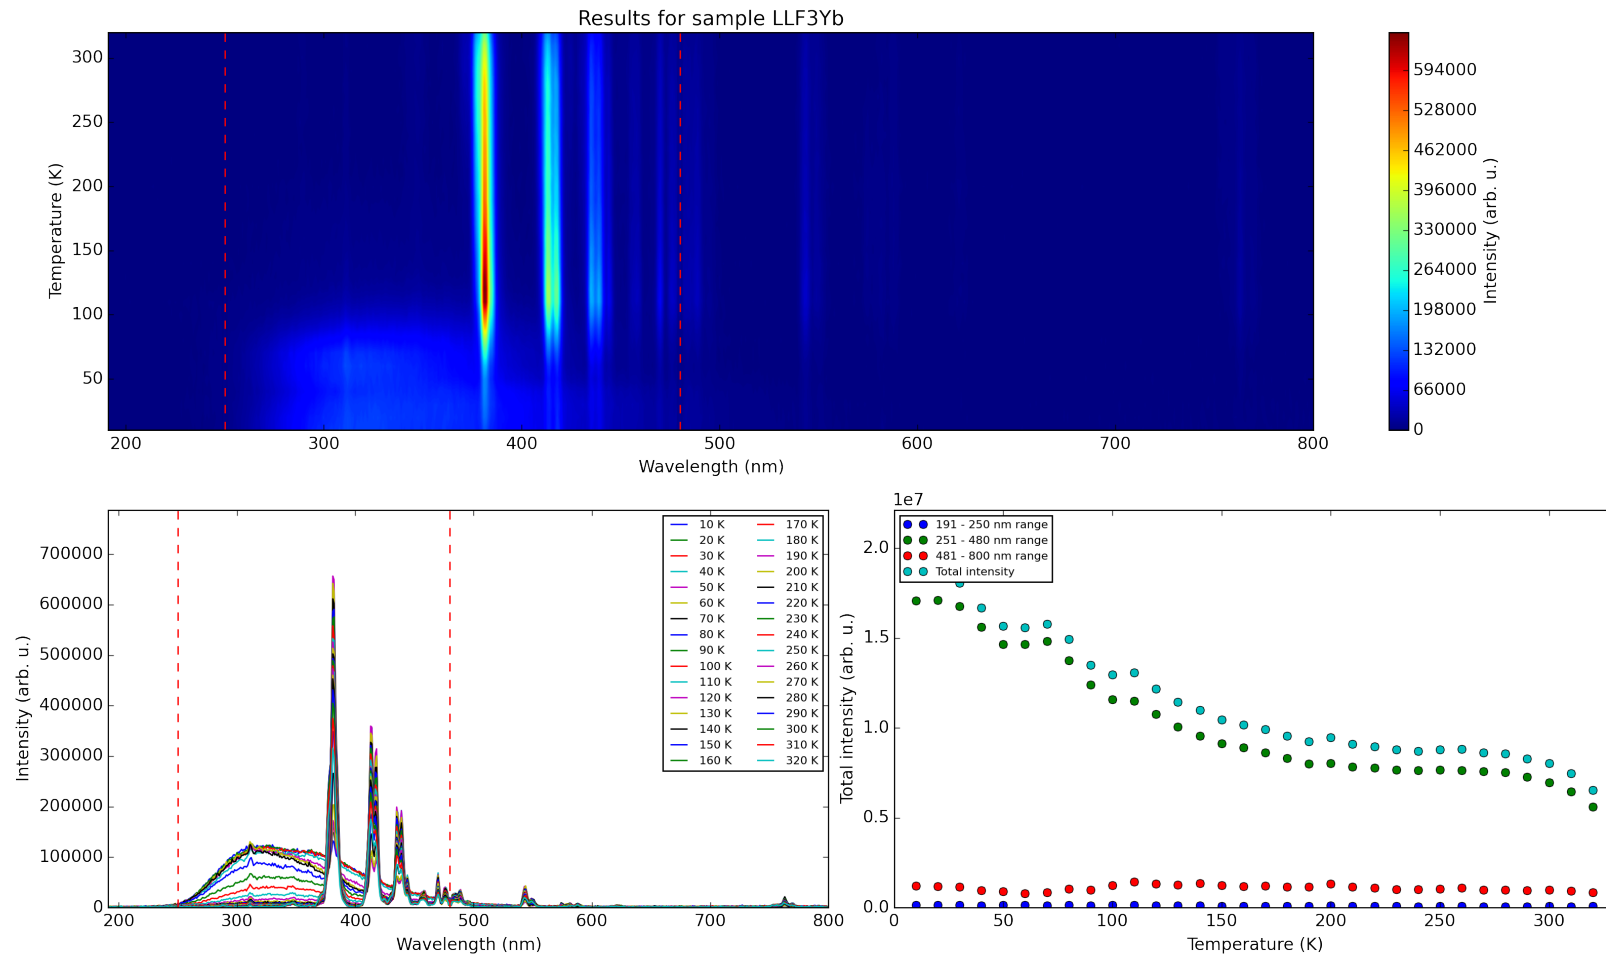 Results for sample LLF3Yb
Temperature (K)
300
250
200
150
100
50
200 300 400 500 600 700 800
Wavelength (nm)
594000
528000
462000
396000
330000
264000
198000
132000
66000
0
Intensity (arb. u.)
Intensity (arb. u.)
700000
600000
500000
400000
300000
200000
100000
0
200 300 400 500 600 700 800
Wavelength (nm)
10 K 170 K
20 K 180 K
30 K 190 K
40 K 200 K
50 K 210 K
60 K 220 K
70 K 230 K
80 K 240 K
90 K 250 K
100 K 260 K
110 K 270 K
120 K 280 K
130 K 290 K
140 K 300 K
150 K 310 K
160 K 320 K
1e7
Total intensity (arb. u.)
2.0
1.5
1.0
0.5
0.0
191 - 250 nm range
251 - 480 nm range
481 - 800 nm range
Total intensity
0 50 100 150 200 250 300
Temperature (K)